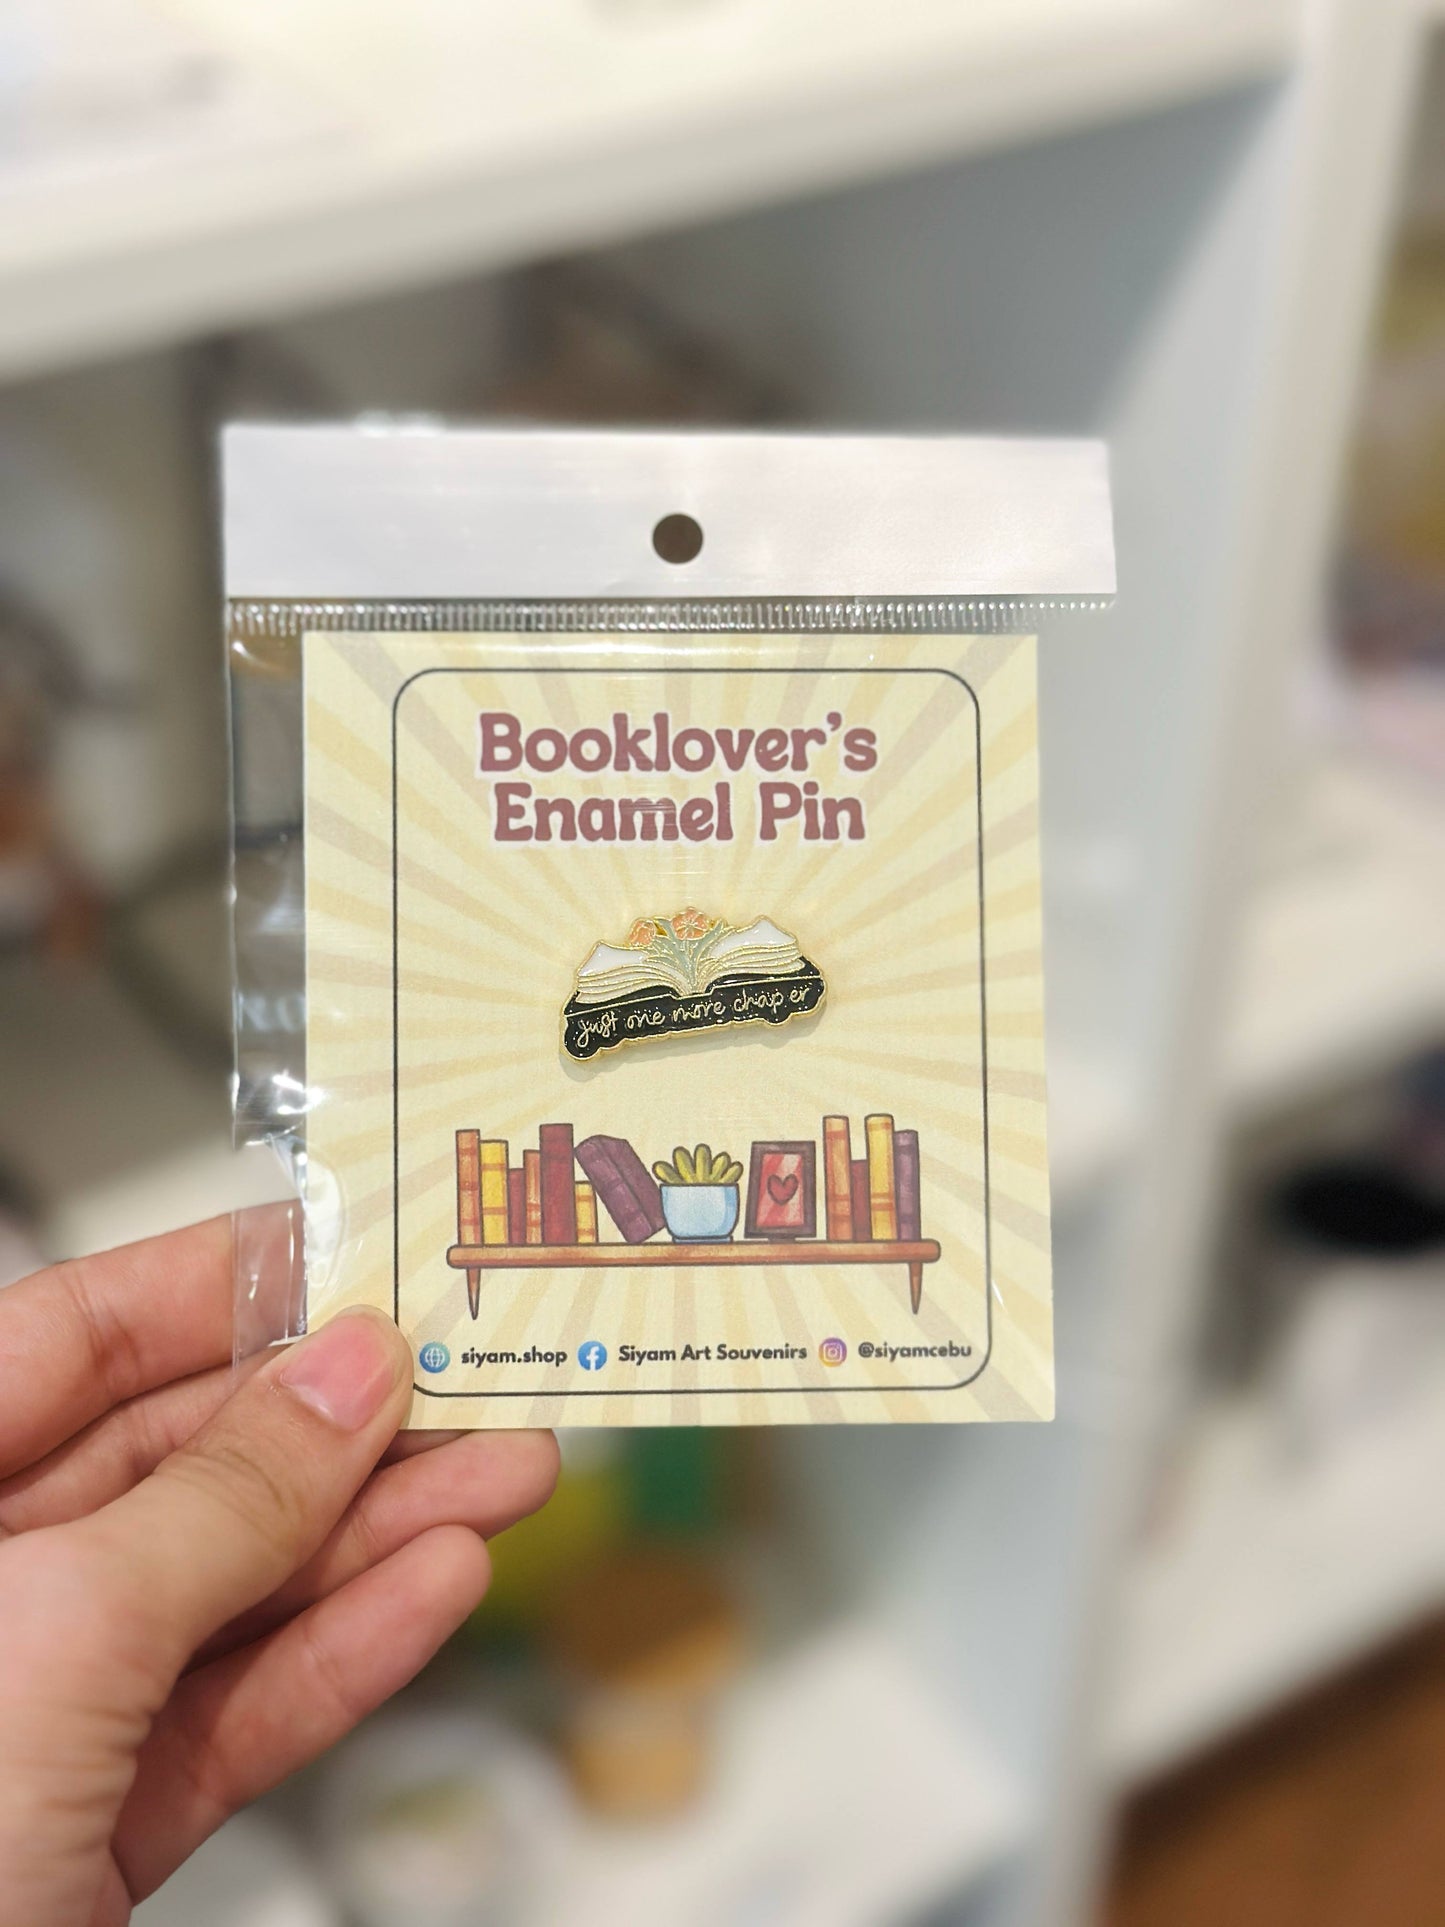 Booklover's
Enamel Pin
just one more chap er
siyam.shop Siyam Art Souvenirs @siyamcebu